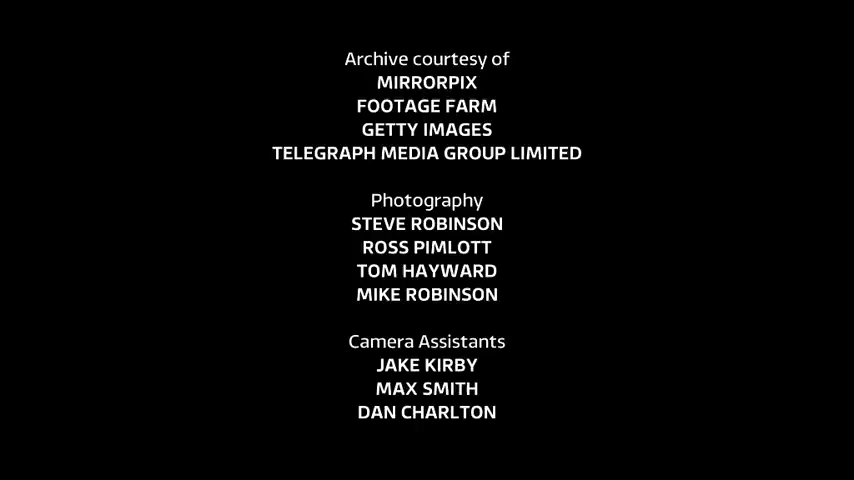 Archive courtesy of
MIRRORPIX
FOOTAGE FARM
GETTY IMAGES
TELEGRAPH MEDIA GROUP LIMITED
Photography
STEVE ROBINSON
ROSS PIMLOTT
TOM HAYWARD
MIKE ROBINSON
Camera Assistants
JAKE KIRBY
MAX SMITH
DAN CHARLTON